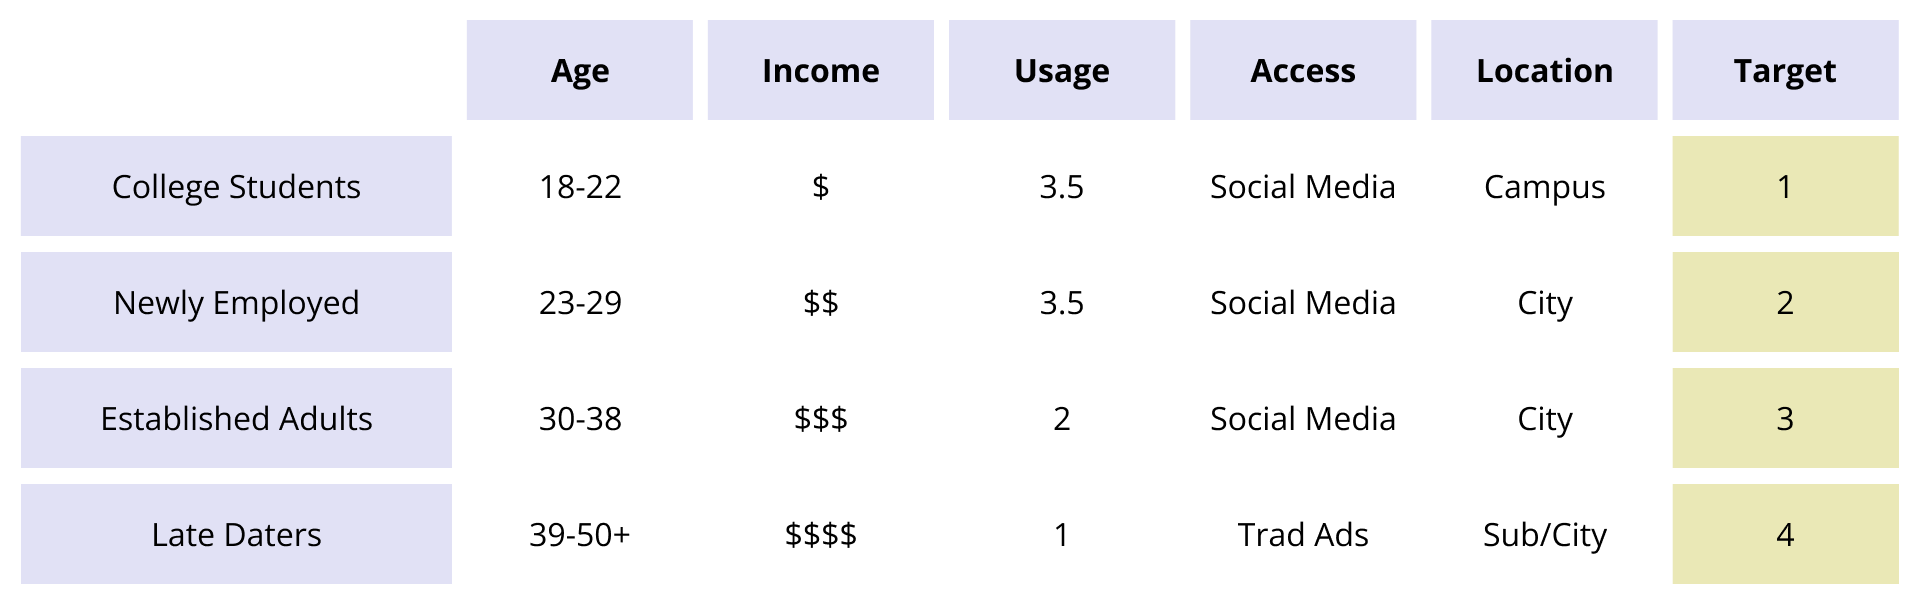 Age Income Usage Access Location Target
College Students 18-22 $ 3.5 Social Media Campus 1
Newly Employed 23-29 $$ 3.5 Social Media City 2
Established Adults 30-38 $$$ 2 Social Media City 3
Late Daters 39-50+ $$$$ 1 Trad Ads Sub/City 4